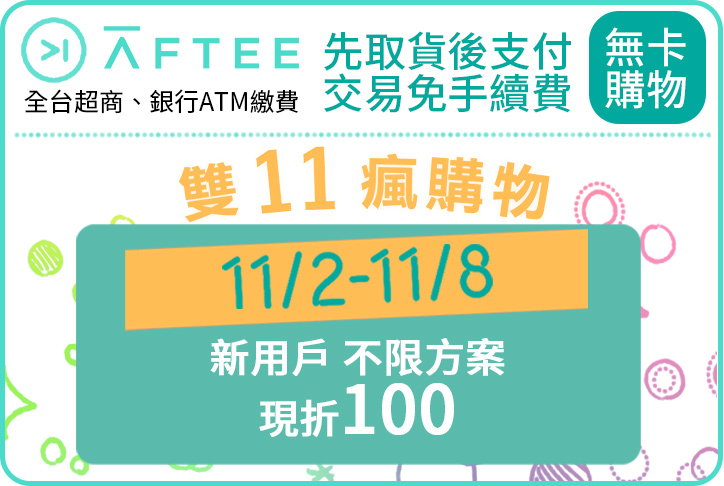 AFTEE 先取貨後支付 無卡
全台超商、銀行ATM繳費 交易免手續費 購物
雙11瘋購物
11/2-11/8
新用戶 不限方案
現折100